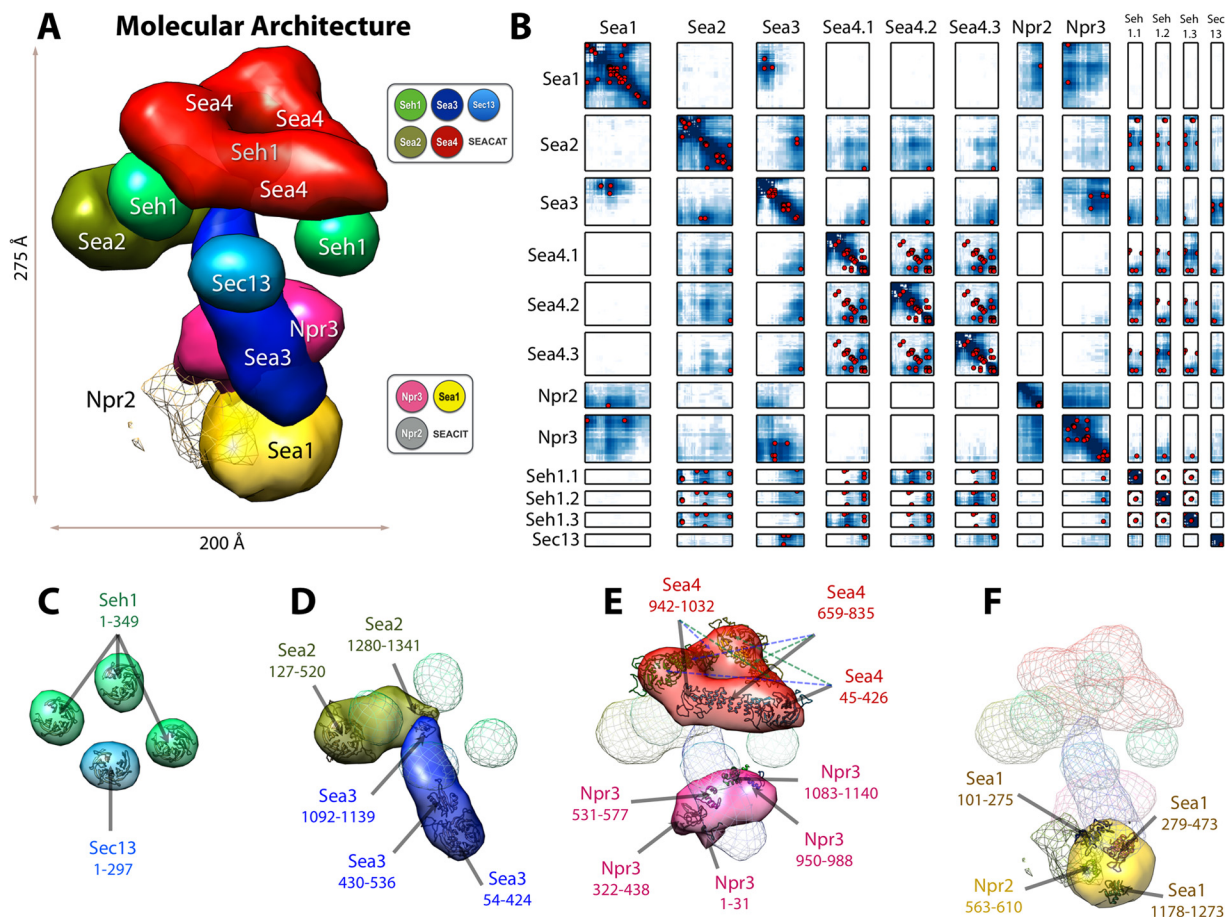 A
Molecular Architecture
Sea4
Sea4
Seh1
Sea4
Seh1
Sea2
Seh1
Sec13
Npr3
Sea3
Npr2
Sea1
275 Å
200 Å
Seh1 Sea3 Sec13
Sea2 Sea4 SEACAT
Npr3 Sea1
Npr2 SEACIT
B
Sea1 Sea2 Sea3 Sea4.1 Sea4.2 Sea4.3 Npr2 Npr3 Seh 1.1 Seh 1.2 Seh 1.3 Sec 13
Sea1
Sea2
Sea3
Sea4.1
Sea4.2
Sea4.3
Npr2
Npr3
Seh1.1
Seh1.2
Seh1.3
Sec13
C
Seh1
1-349
Sec13
1-297
D
Sea2
1280-1341
Sea2
127-520
Sea3
1092-1139
Sea3
430-536
Sea3
54-424
E
Sea4
942-1032
Sea4
659-835
Sea4
45-426
Npr3
1083-1140
Npr3
531-577
Npr3
950-988
Npr3
322-438
Npr3
1-31
F
Sea1
101-275
Sea1
279-473
Npr2
563-610
Sea1
1178-1273